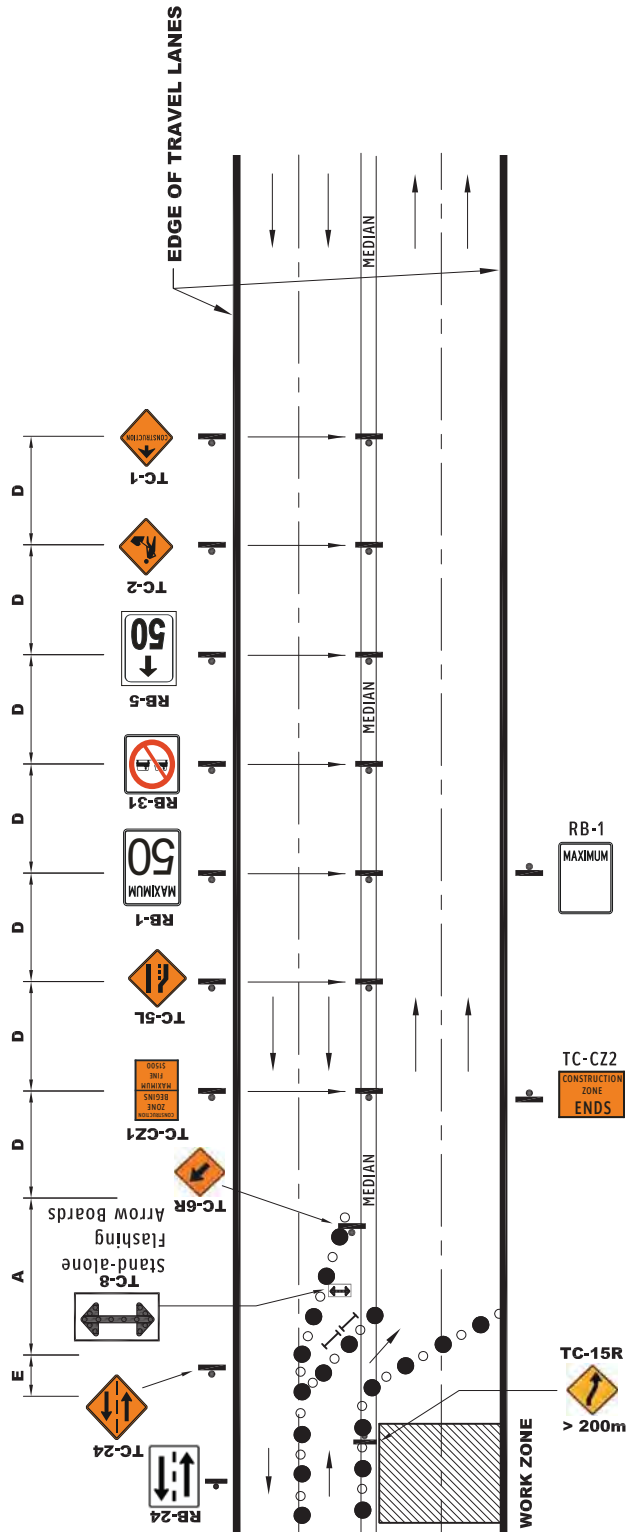 EDGE OF TRAVEL LANES
D
D
D
D
D
D
D
A
E
CONSTRUCTION
TC-1
TC-2
50
RB-5
RB-31
MAXIMUM
50
RB-1
TC-5L
CONSTRUCTION
ZONE
BEGINS
MAXIMUM
FINE
$1500
TC-CZ1
TC-6R
TC-8
Stand-alone
Flashing
Arrow Boards
TC-24
RB-24
MEDIAN
MEDIAN
MEDIAN
RB-1
MAXIMUM
TC-CZ2
CONSTRUCTION
ZONE
ENDS
TC-15R
> 200m
WORK ZONE